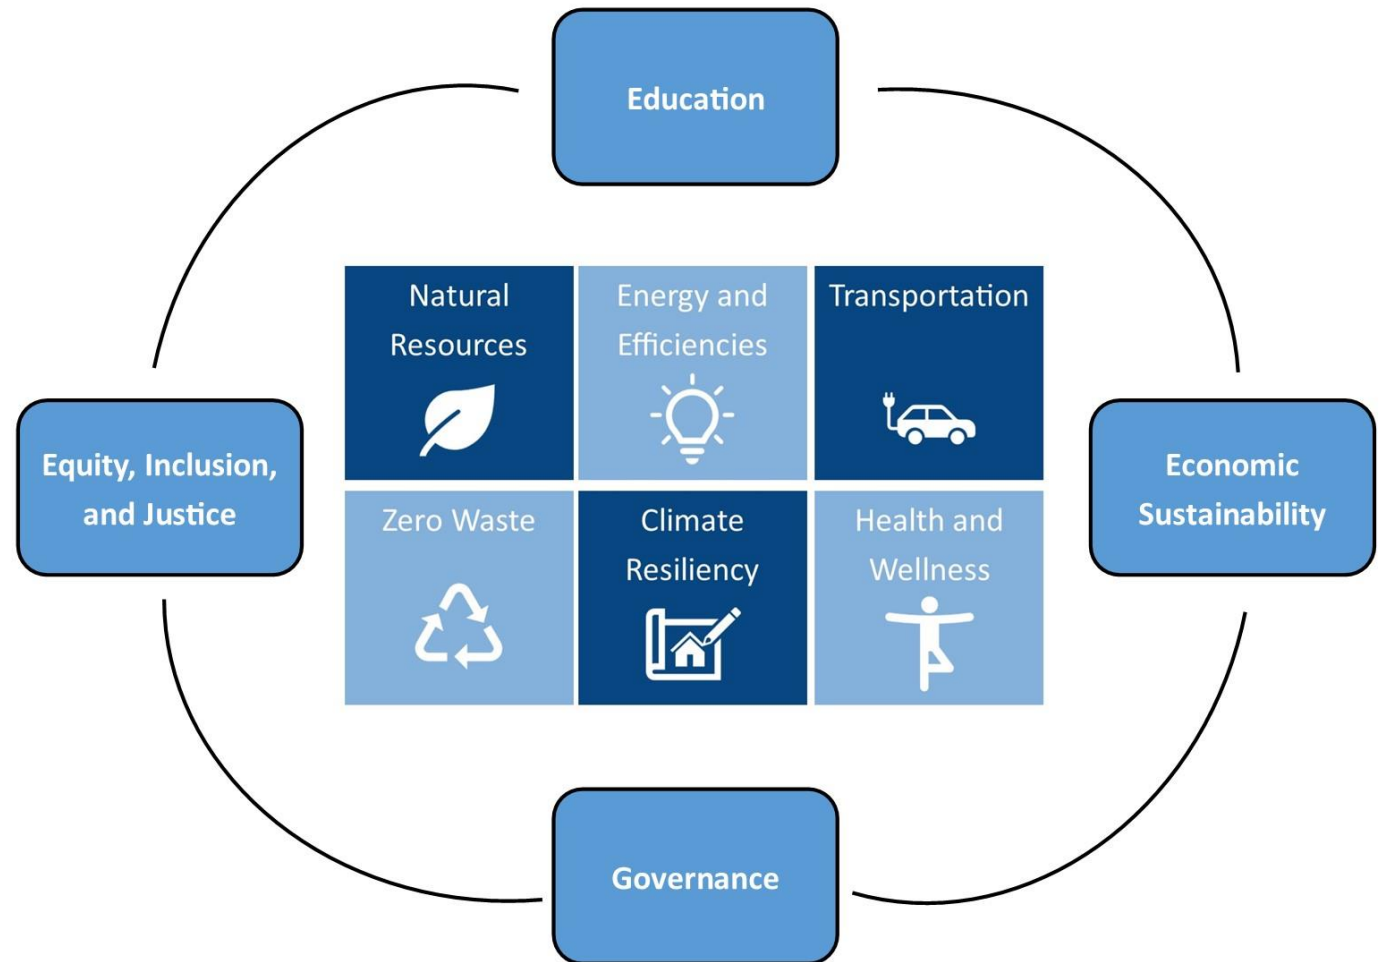 Education
Natural
Resources
Energy and
Efficiencies
Transportation
Equity, Inclusion,
and Justice
Economic
Sustainability
Zero Waste
Climate
Resiliency
Health and
Wellness
Governance